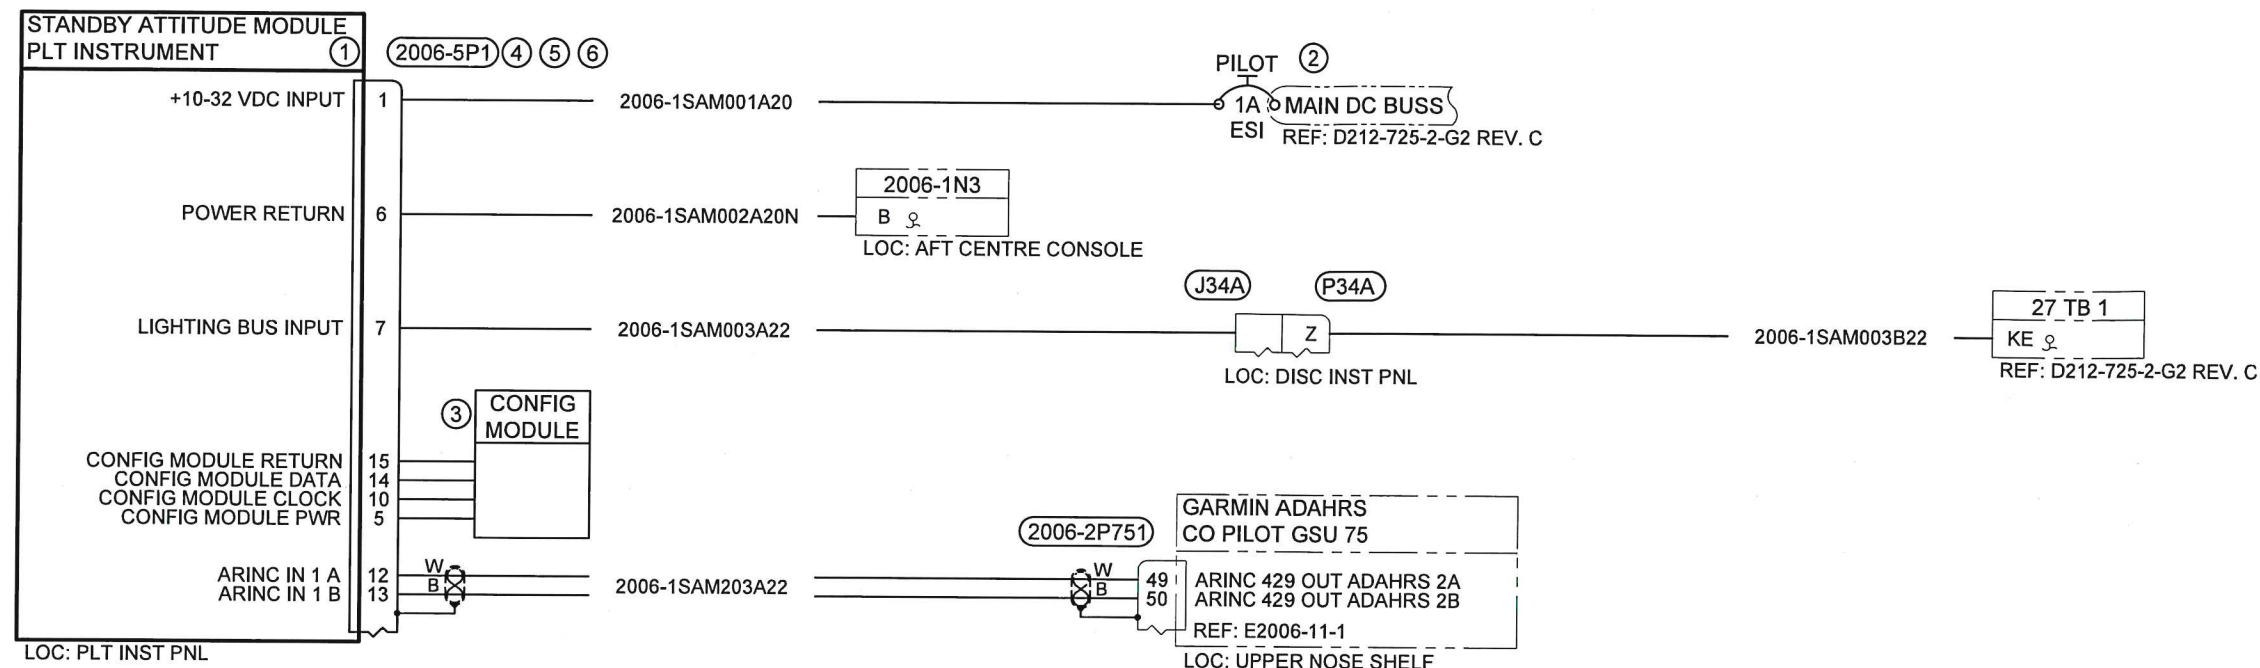 STANDBY ATTITUDE MODULE
PLT INSTRUMENT 1
2006-5P1 4 5 6
+10-32 VDC INPUT 1
2006-1SAM001A20
PILOT 2
1A MAIN DC BUSS
ESI
REF: D212-725-2-G2 REV. C
POWER RETURN 6
2006-1SAM002A20N
2006-1N3
B
LOC: AFT CENTRE CONSOLE
LIGHTING BUS INPUT 7
2006-1SAM003A22
J34A P34A
Z
LOC: DISC INST PNL
2006-1SAM003B22
27 TB 1
KE
REF: D212-725-2-G2 REV. C
3 CONFIG
MODULE
CONFIG MODULE RETURN 15
CONFIG MODULE DATA 14
CONFIG MODULE CLOCK 10
CONFIG MODULE PWR 5
ARINC IN 1 A 12 W
ARINC IN 1 B 13 B
2006-1SAM203A22
2006-2P751
GARMIN ADAHRS
CO PILOT GSU 75
W 49 ARINC 429 OUT ADAHRS 2A
B 50 ARINC 429 OUT ADAHRS 2B
REF: E2006-11-1
LOC: UPPER NOSE SHELF
LOC: PLT INST PNL